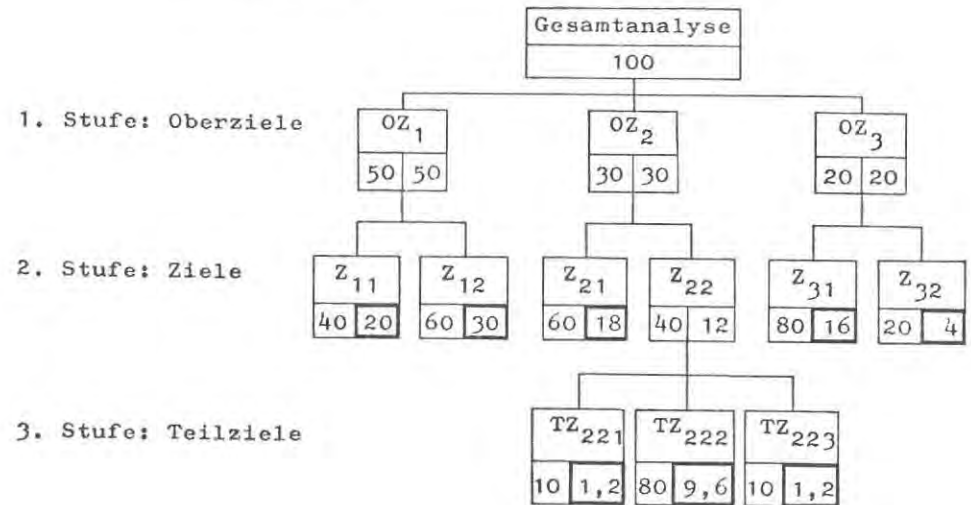 Gesamtanalyse
100
1. Stufe: Oberziele
OZ1 OZ2 OZ3
50 50 30 30 20 20
2. Stufe: Ziele
Z11 Z12 Z21 Z22 Z31 Z32
40 20 60 30 60 18 40 12 80 16 20 4
3. Stufe: Teilziele
TZ221 TZ222 TZ223
10 1,2 80 9,6 10 1,2